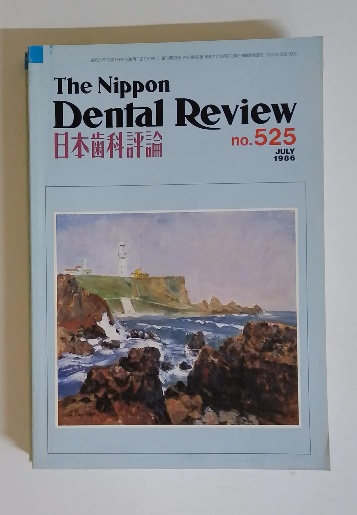 The Nippon
Dental Review
日本歯科評論
no.525
JULY
1986